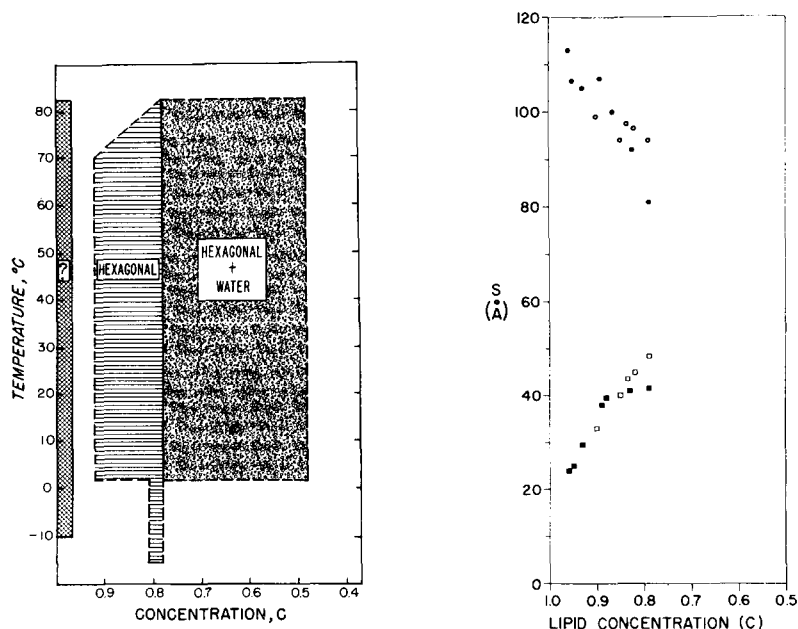 TEMPERATURE, °C
80
70
60
50
40
30
20
10
0
-10
?
HEXAGONAL
HEXAGONAL
+
WATER
0.9 0.8 0.7 0.6 0.5 0.4
CONCENTRATION, C
S
(Å)
120
100
80
60
40
20
0
1.0 0.9 0.8 0.7 0.6 0.5
LIPID CONCENTRATION (C)